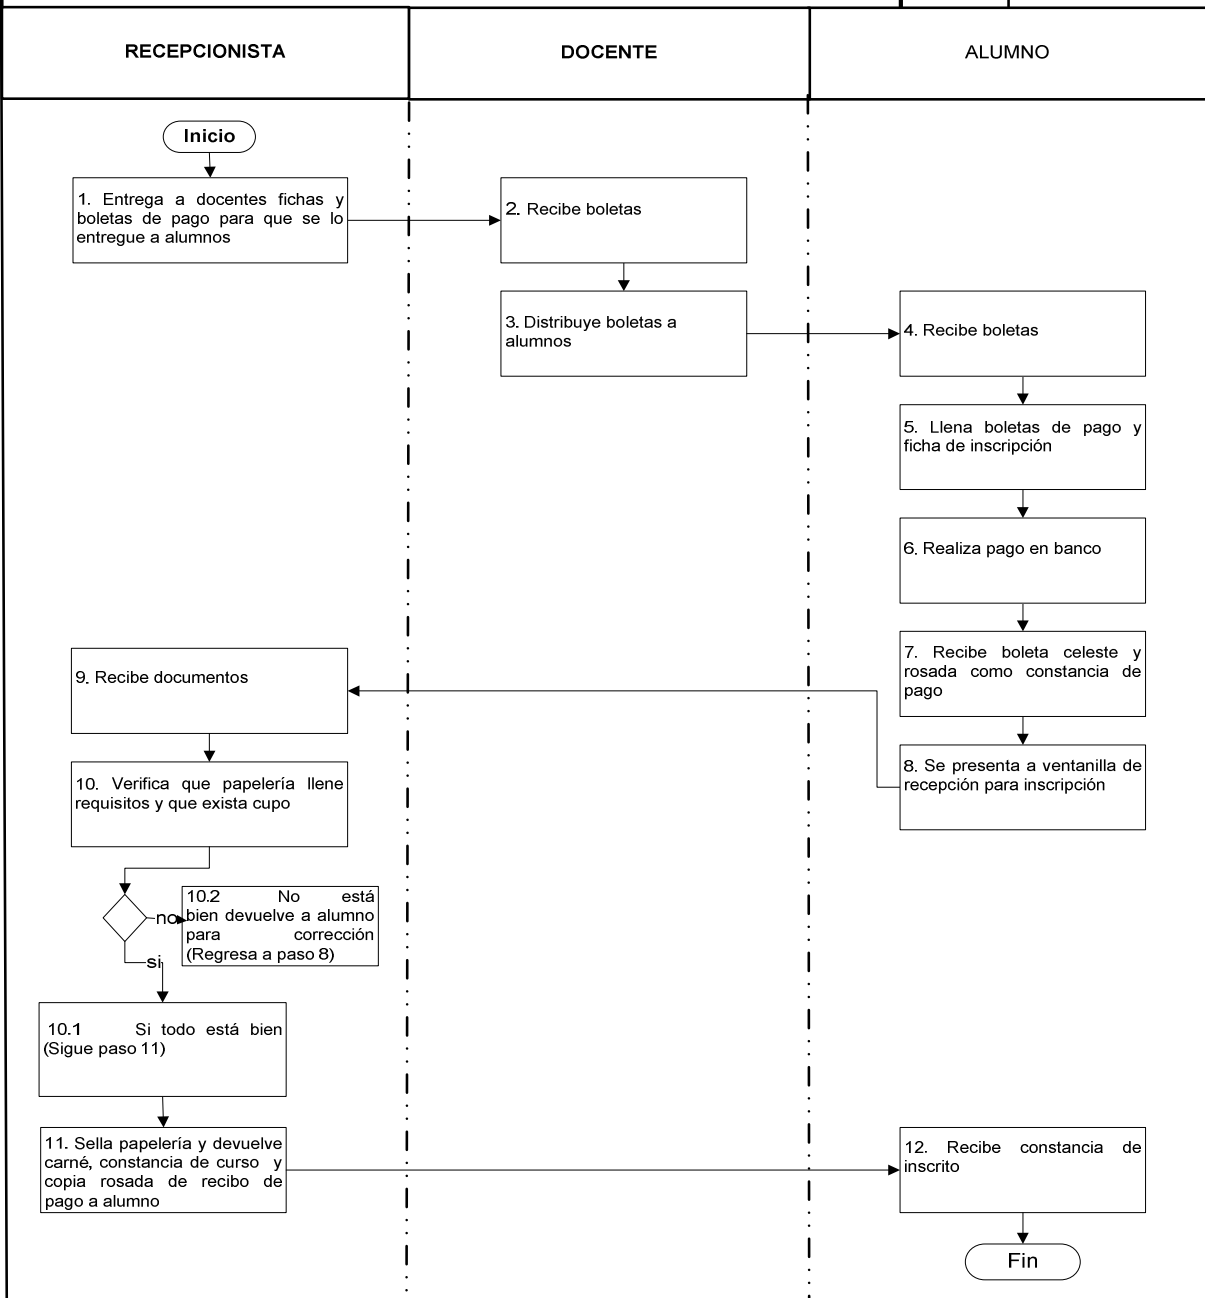 RECEPCIONISTA
DOCENTE
ALUMNO
Inicio
1. Entrega a docentes fichas y
boletas de pago para que se lo
entregue a alumnos
2. Recibe boletas
3. Distribuye boletas a
alumnos
4. Recibe boletas
5. Llena boletas de pago y
ficha de inscripción
6. Realiza pago en banco
7. Recibe boleta celeste y
rosada como constancia de
pago
8. Se presenta a ventanilla de
recepción para inscripción
9. Recibe documentos
10. Verifica que papelería llene
requisitos y que exista cupo
no
10.2 No está
bien devuelve a alumno
para corrección
(Regresa a paso 8)
si
10.1 Si todo está bien
(Sigue paso 11)
11. Sella papelería y devuelve
carné, constancia de curso y
copia rosada de recibo de
pago a alumno
12. Recibe constancia de
inscrito
Fin